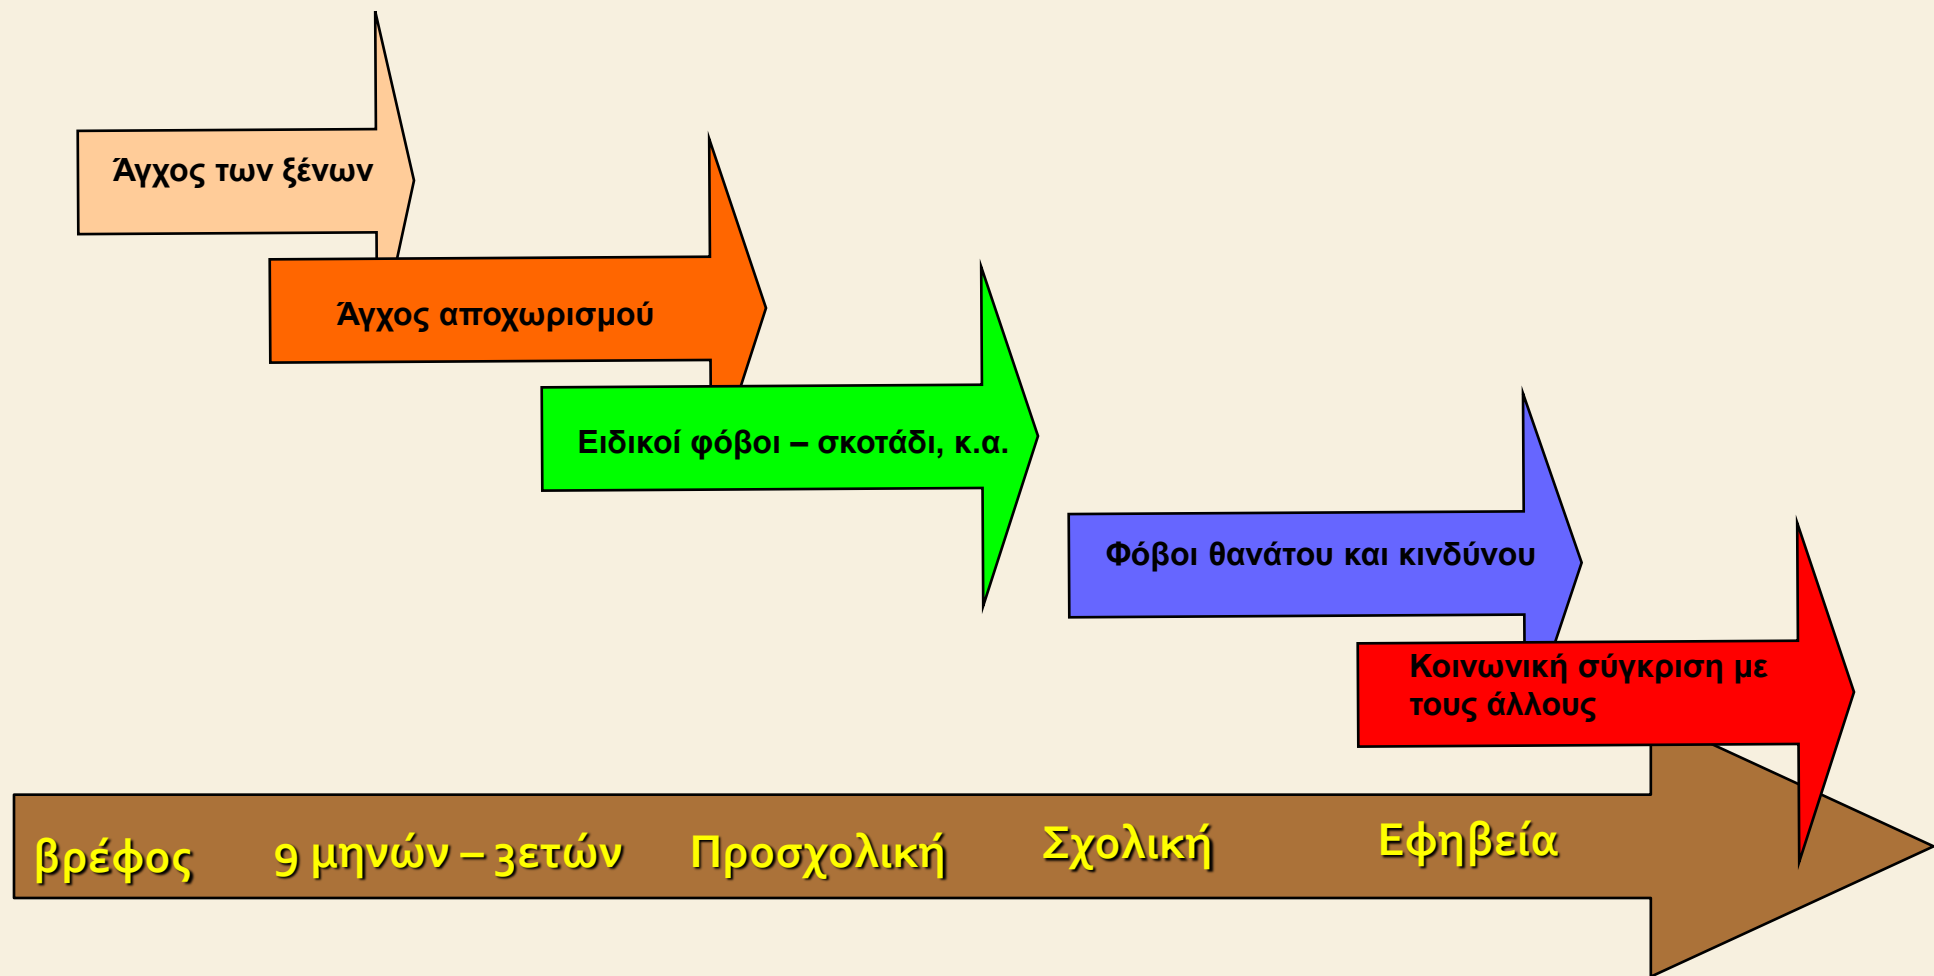 Άγχος των ξένων
Άγχος αποχωρισμού
Ειδικοί φόβοι – σκοτάδι, κ.α.
Φόβοι θανάτου και κινδύνου
Κοινωνική σύγκριση με
τους άλλους
βρέφος 9 μηνών – 3ετών Προσχολική Σχολική Εφηβεία